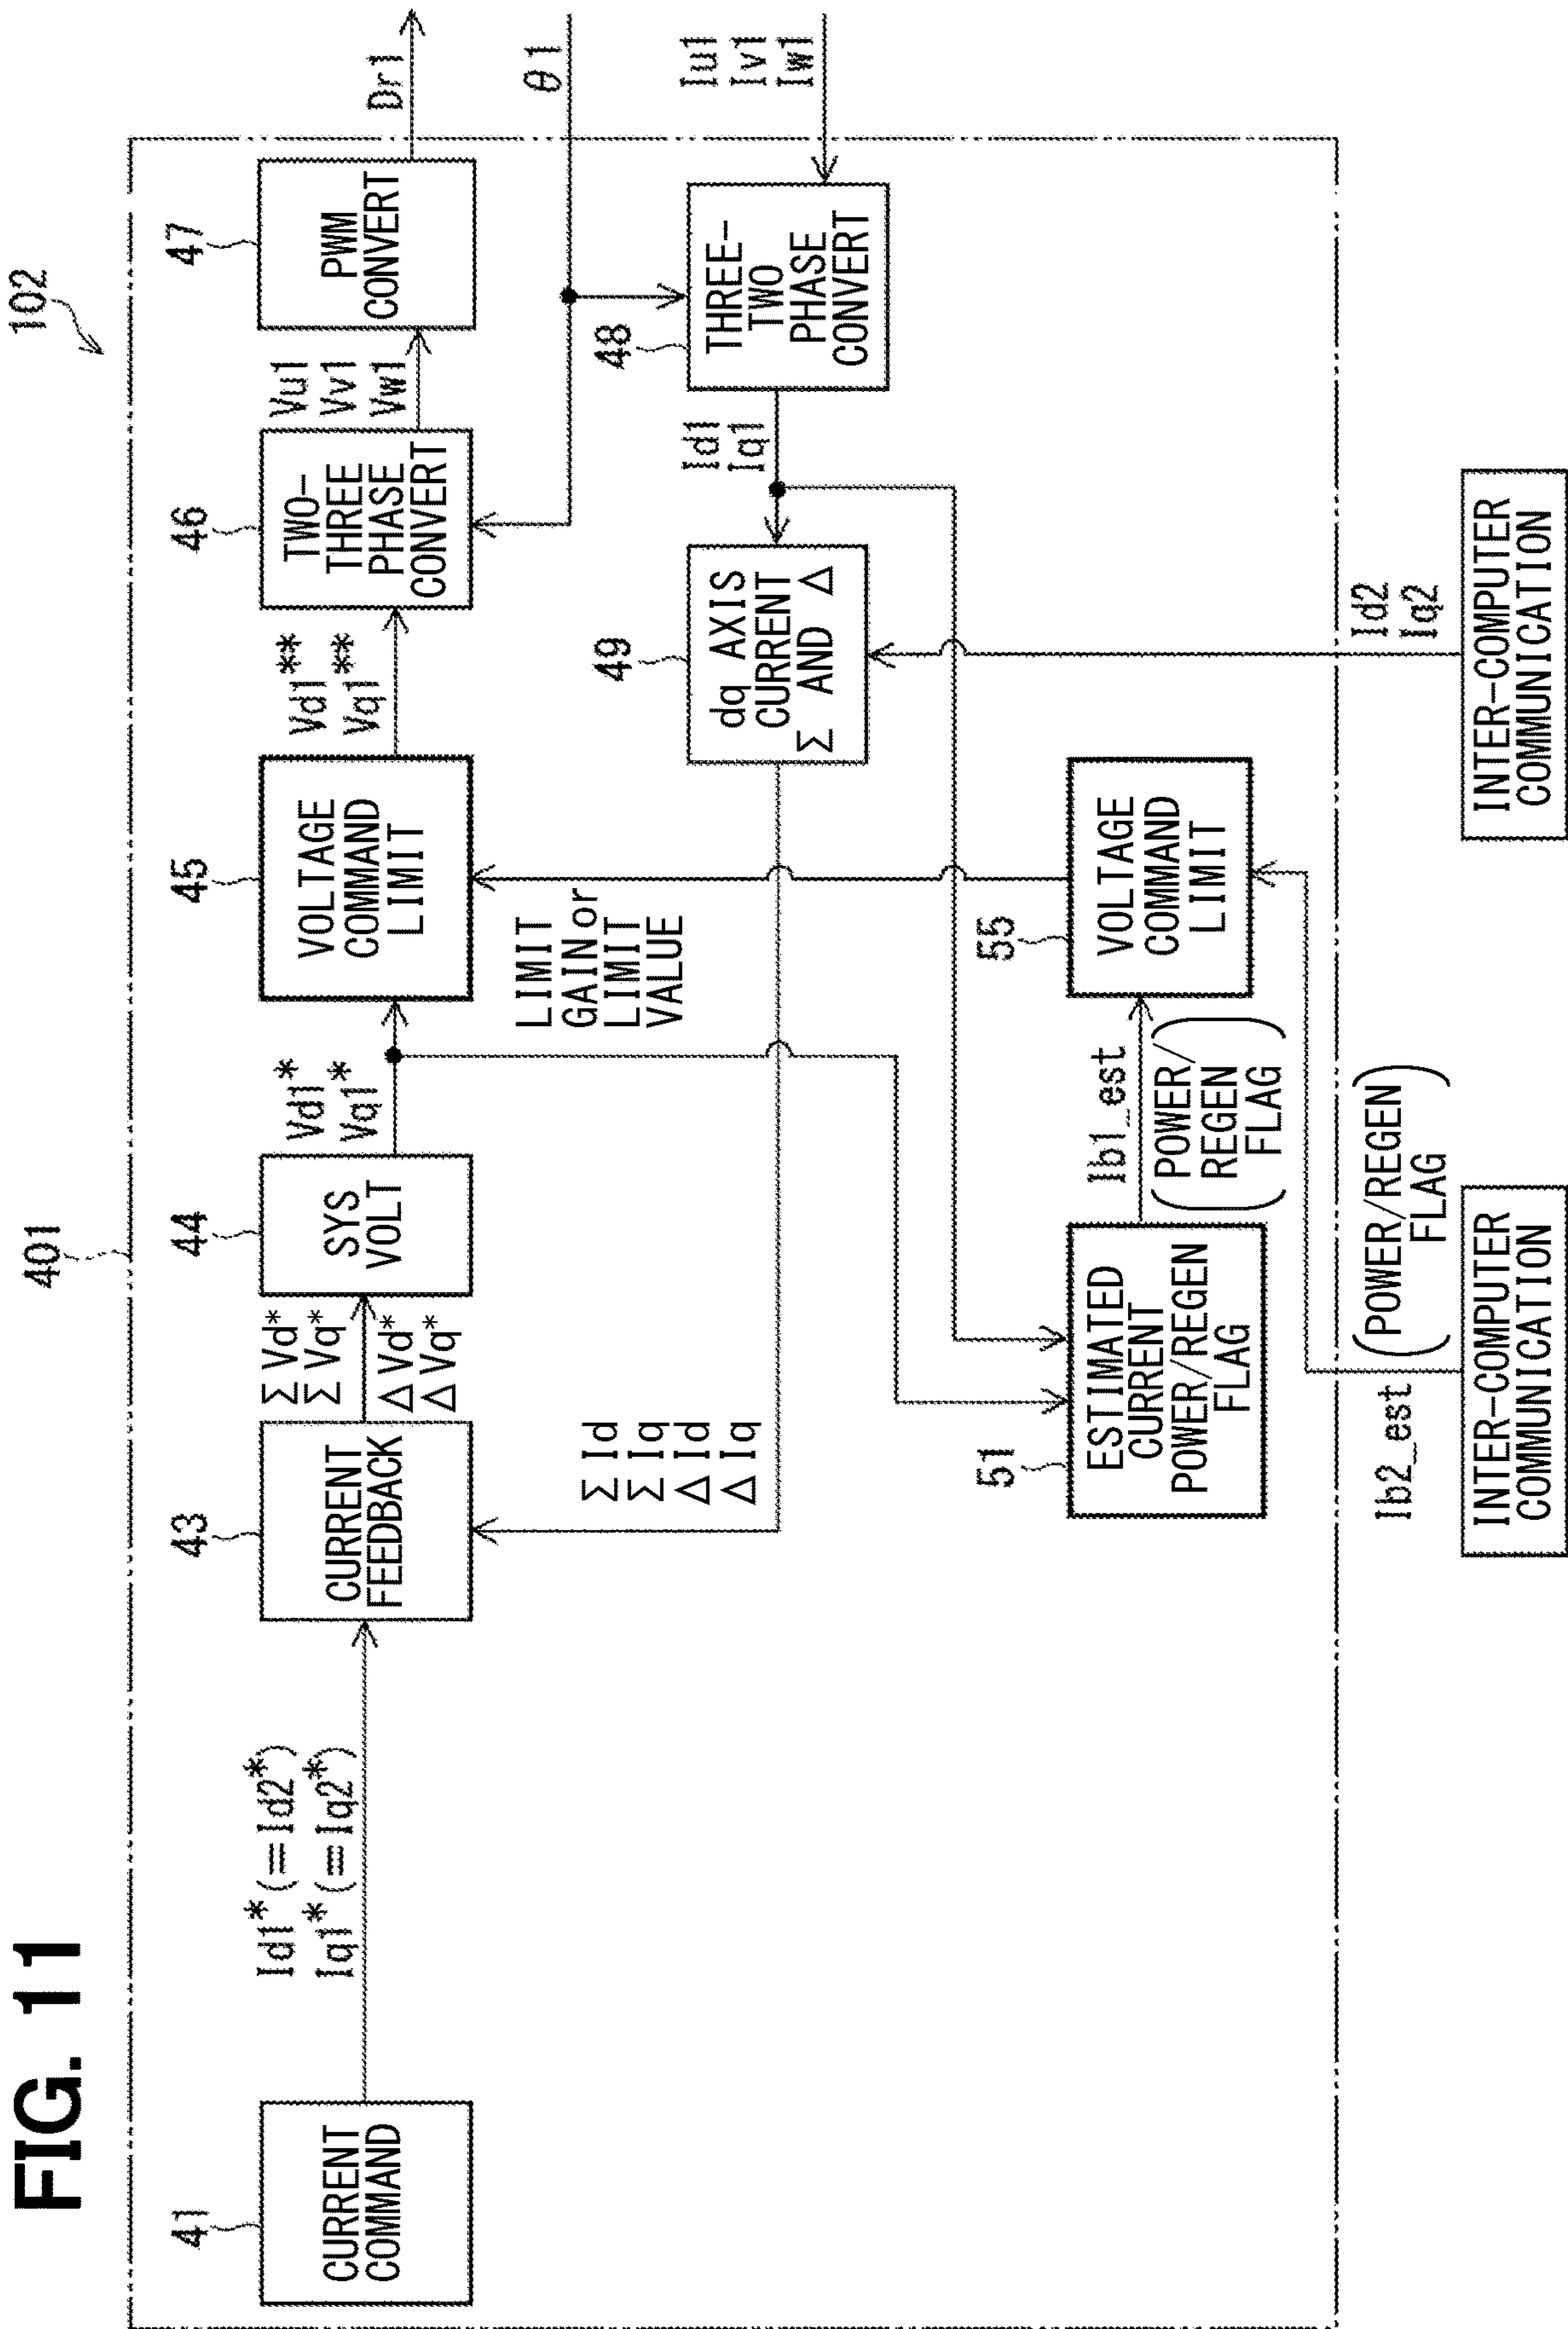 FIG. 11
102
401
41
CURRENT
COMMAND
Id1*(=Id2*)
Iq1*(=Iq2*)
43
CURRENT
FEEDBACK
ΣVd*
ΣVq*
ΔVd*
ΔVq*
44
SYS
VOLT
Vd1*
Vq1*
45
VOLTAGE
COMMAND
LIMIT
Vd1**
Vq1**
46
TWO-
THREE
PHASE
CONVERT
Vu1
Vv1
Vw1
47
PWM
CONVERT
Dr1
θ1
Iu1
Iv1
Iw1
48
THREE-
TWO
PHASE
CONVERT
Id1
Iq1
49
dq AXIS
CURRENT
Σ AND Δ
ΣId
ΣIq
ΔId
ΔIq
LIMIT
GAIN or
LIMIT
VALUE
51
ESTIMATED
CURRENT
POWER/REGEN
FLAG
Ib1_est
(POWER/
REGEN
FLAG)
55
VOLTAGE
COMMAND
LIMIT
Ib2_est
(POWER/REGEN
FLAG)
INTER-COMPUTER
COMMUNICATION
Id2
Iq2
INTER-COMPUTER
COMMUNICATION